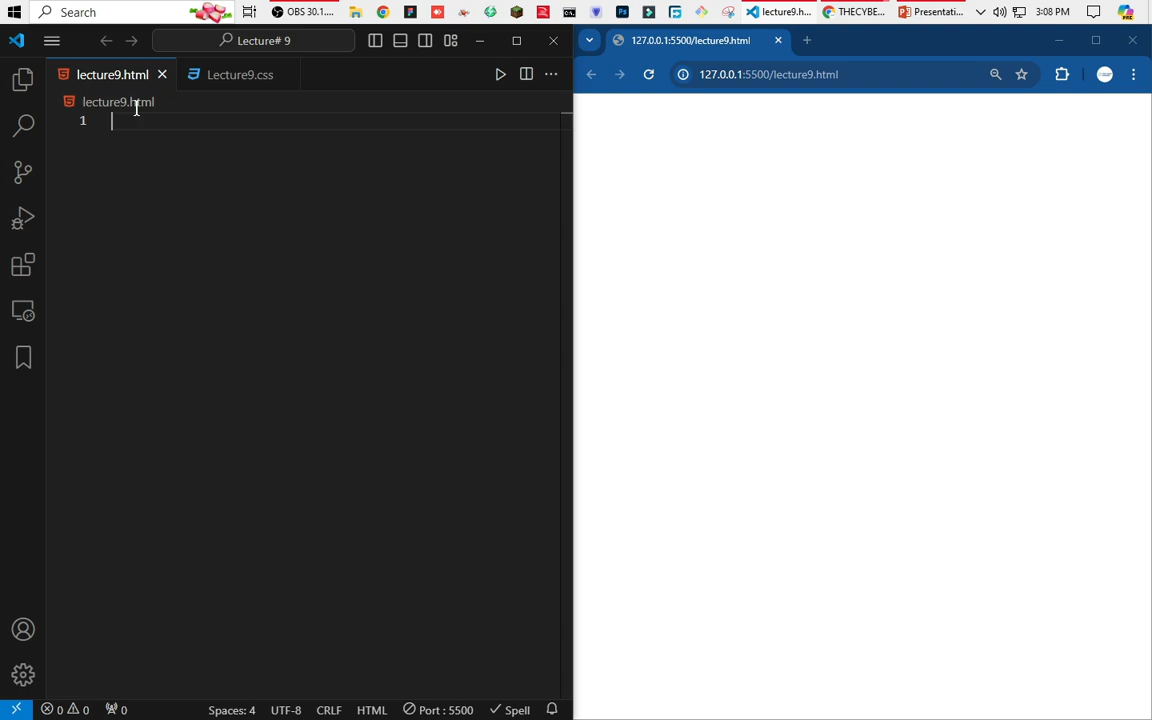 Search
OBS 30.1....
lecture9.h...
THECYBE...
Presentati...
3:08 PM
Lecture# 9
lecture9.html
Lecture9.css
lecture9.html
1
127.0.0.1:5500/lecture9.html
127.0.0.1:5500/lecture9.html
0 0
0
Spaces: 4
UTF-8
CRLF
HTML
Port : 5500
Spell